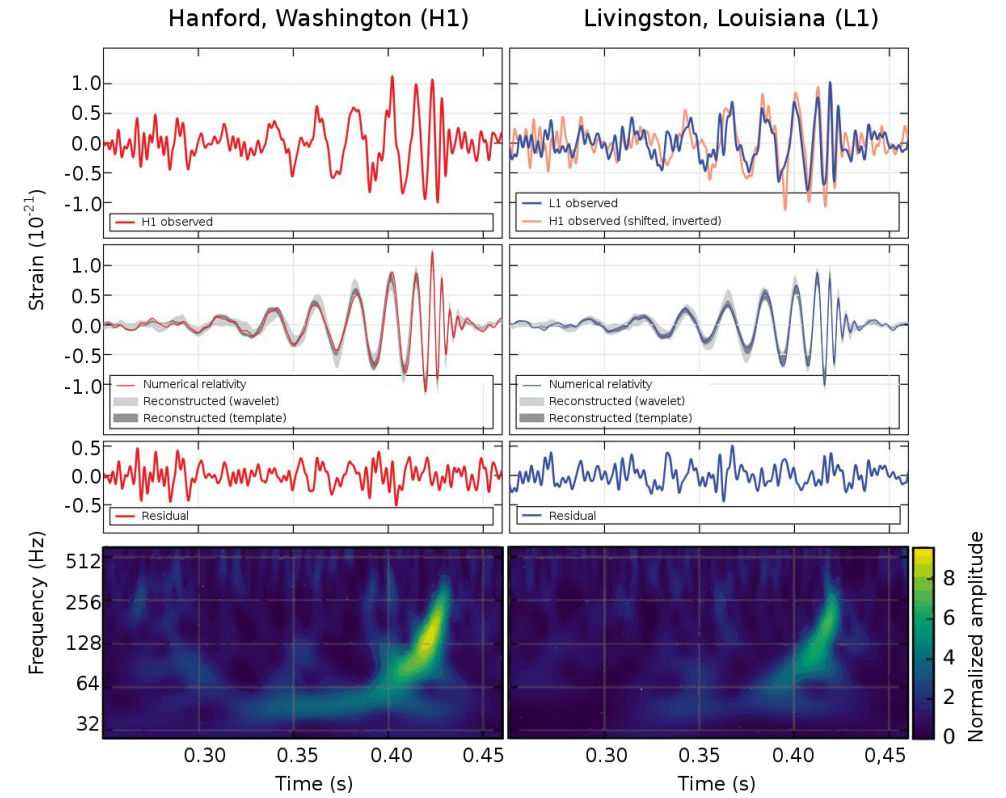 Hanford, Washington (H1)
Livingston, Louisiana (L1)
Strain (10⁻²¹)
1.0
0.5
0.0
-0.5
-1.0
H1 observed
L1 observed
H1 observed (shifted, inverted)
1.0
0.5
0.0
-0.5
-1.0
Numerical relativity
Reconstructed (wavelet)
Reconstructed (template)
Numerical relativity
Reconstructed (wavelet)
Reconstructed (template)
0.5
0.0
-0.5
Residual
Residual
Frequency (Hz)
512
256
128
64
32
8
6
4
2
0
Normalized amplitude
0.30 0.35 0.40 0.45
0.30 0.35 0.40 0,45
Time (s)
Time (s)